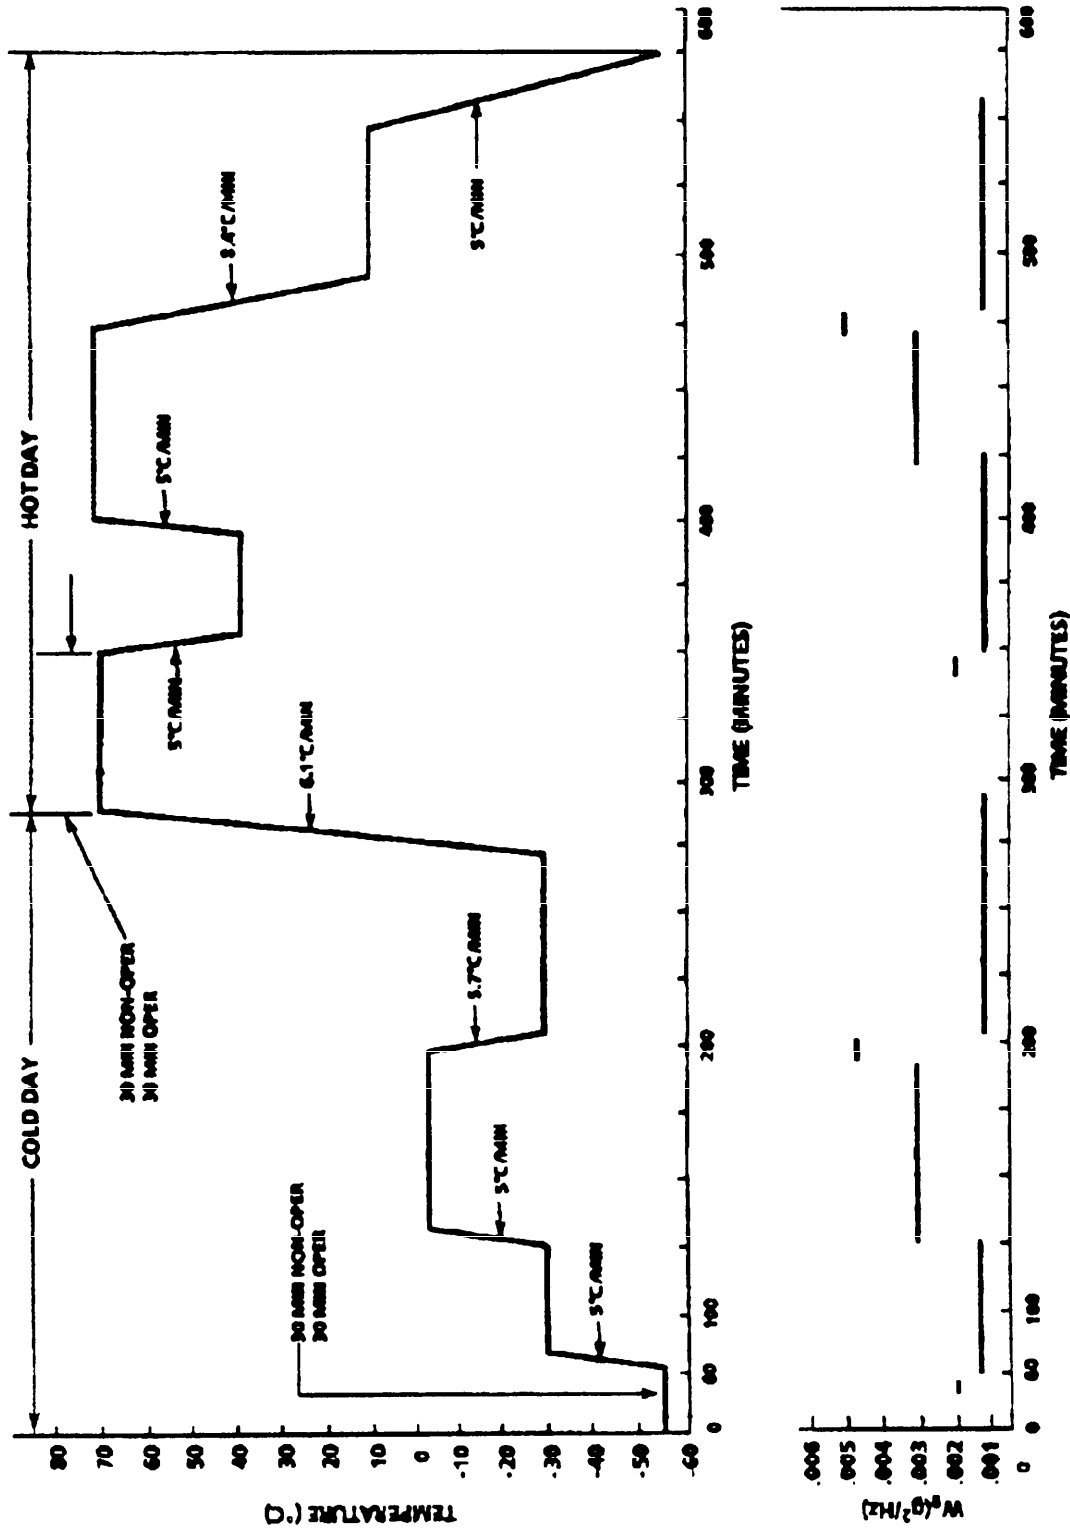 COLD DAY
HOT DAY
30 MIN NON-OPER
30 MIN OPER
30 MIN NON-OPER
30 MIN OPER
5°C/MIN
5°C/MIN
5.7°C/MIN
6.1°C/MIN
5°C/MIN
5°C/MIN
8.4°C/MIN
5°C/MIN
TEMPERATURE (°C)
80
70
60
50
40
30
20
10
0
-10
-20
-30
-40
-50
-60
0
60
100
200
300
400
500
600
TIME (MINUTES)
W₀(g²/Hz)
.006
.005
.004
.003
.002
.001
0
0
60
100
200
300
400
500
600
TIME (MINUTES)